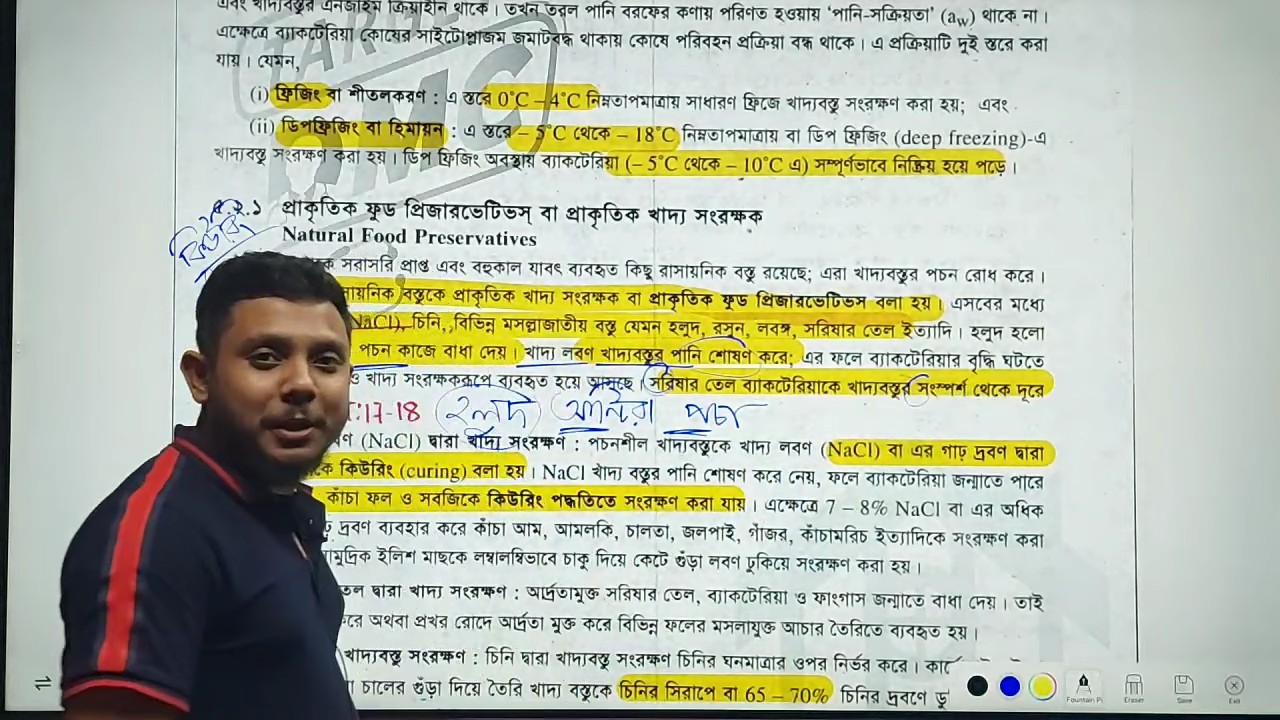 এবং খাদ্যবস্তুর এনজাইম ক্রিয়াহীন থাকে। তখন তরল পানি বরফের কণায় পরিণত হওয়ায় 'পানি-সক্রিয়তা' (aw) থাকে না।
এক্ষেত্রে ব্যাকটেরিয়া কোষের সাইটোপ্লাজম জমাটবদ্ধ থাকায় কোষে পরিবহন প্রক্রিয়া বন্ধ থাকে। এ প্রক্রিয়াটি দুই স্তরে করা
যায়। যেমন,
(i) ফ্রিজিং বা শীতলকরণ : এ স্তরে 0°C – 4°C নিম্নতাপমাত্রায় সাধারণ ফ্রিজে খাদ্যবস্তু সংরক্ষণ করা হয়; এবং
(ii) ডিপফ্রিজিং বা হিমায়ন : এ স্তরে – 5°C থেকে – 18°C নিম্নতাপমাত্রায় বা ডিপ ফ্রিজিং (deep freezing)-এ
খাদ্যবস্তু সংরক্ষণ করা হয়। ডিপ ফ্রিজিং অবস্থায় ব্যাকটেরিয়া (– 5°C থেকে – 10°C এ) সম্পূর্ণভাবে নিষ্ক্রিয় হয়ে পড়ে।
.২.১ প্রাকৃতিক ফুড প্রিজারভেটিভস্ বা প্রাকৃতিক খাদ্য সংরক্ষক
কিউরিং
Natural Food Preservatives
সরাসরি প্রাপ্ত এবং বহুকাল যাবৎ ব্যবহৃত কিছু রাসায়নিক বস্তু রয়েছে; এরা খাদ্যবস্তুর পচন রোধ করে।
বস্তুকে প্রাকৃতিক খাদ্য সংরক্ষক বা প্রাকৃতিক ফুড প্রিজারভেটিভস বলা হয়। এসবের মধ্যে
NaCl), চিনি, বিভিন্ন মসল্লাজাতীয় বস্তু যেমন হলুদ, রসুন, লবঙ্গ, সরিষার তেল ইত্যাদি। হলুদ হলো
পচন কাজে বাধা দেয়। খাদ্য লবণ খাদ্যবস্তুর পানি শোষণ করে; এর ফলে ব্যাকটেরিয়ার বৃদ্ধি ঘটতে
ও খাদ্য সংরক্ষকরূপে ব্যবহৃত হয়ে আসছে। সরিষার তেল ব্যাকটেরিয়াকে খাদ্যবস্তুর সংস্পর্শ থেকে দূরে
:17-18 হলুদ পচা
(NaCl) দ্বারা খাদ্য সংরক্ষণ : পচনশীল খাদ্যবস্তুকে খাদ্য লবণ (NaCl) বা এর গাঢ় দ্রবণ দ্বারা
কে কিউরিং (curing) বলা হয়। NaCl খাদ্য বস্তুর পানি শোষণ করে নেয়, ফলে ব্যাকটেরিয়া জন্মাতে পারে
কাঁচা ফল ও সবজিকে কিউরিং পদ্ধতিতে সংরক্ষণ করা যায়। এক্ষেত্রে 7 – 8% NaCl বা এর অধিক
দ্রবণ ব্যবহার করে কাঁচা আম, আমলকি, চালতা, জলপাই, গাঁজর, কাঁচামরিচ ইত্যাদিকে সংরক্ষণ করা
ইলিশ মাছকে লম্বালম্বিভাবে চাকু দিয়ে কেটে গুঁড়া লবণ ঢুকিয়ে সংরক্ষণ করা হয়।
দ্বারা খাদ্য সংরক্ষণ : আর্দ্রতামুক্ত সরিষার তেল, ব্যাকটেরিয়া ও ফাংগাস জন্মাতে বাধা দেয়। তাই
করে অথবা প্রখর রোদে আর্দ্রতা মুক্ত করে বিভিন্ন ফলের মসলাযুক্ত আচার তৈরিতে ব্যবহৃত হয়।
খাদ্যবস্তু সংরক্ষণ : চিনি দ্বারা খাদ্যবস্তু সংরক্ষণ চিনির ঘনমাত্রার ওপর নির্ভর করে।
চালের গুঁড়া দিয়ে তৈরি খাদ্য বস্তুকে চিনির সিরাপে বা 65 – 70% চিনির দ্রবণে
Fountain
Eraser
Save
Exit